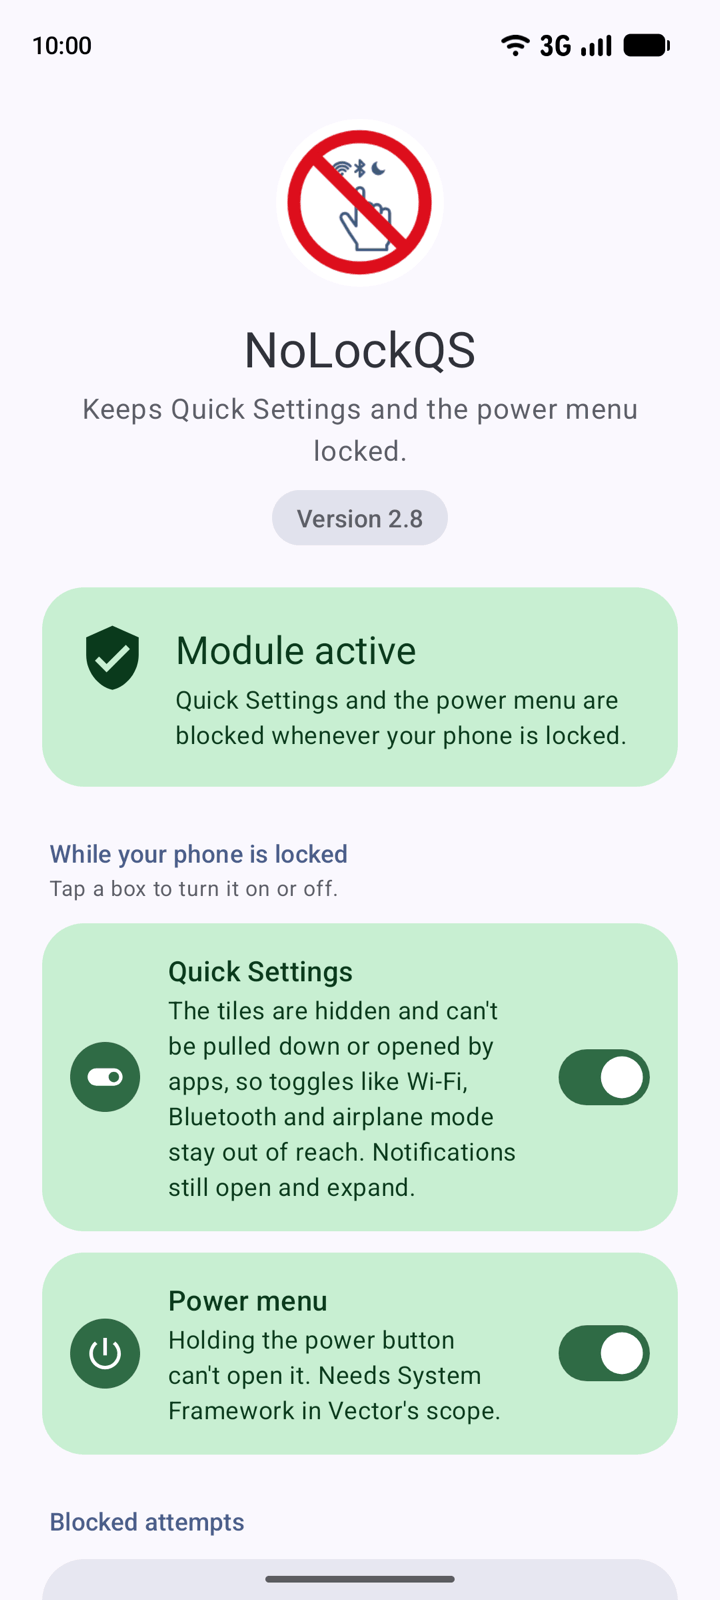 10:00
3G
NoLockQS
Keeps Quick Settings and the power menu
locked.
Version 2.8
Module active
Quick Settings and the power menu are
blocked whenever your phone is locked.
While your phone is locked
Tap a box to turn it on or off.
Quick Settings
The tiles are hidden and can't
be pulled down or opened by
apps, so toggles like Wi-Fi,
Bluetooth and airplane mode
stay out of reach. Notifications
still open and expand.
Power menu
Holding the power button
can't open it. Needs System
Framework in Vector's scope.
Blocked attempts